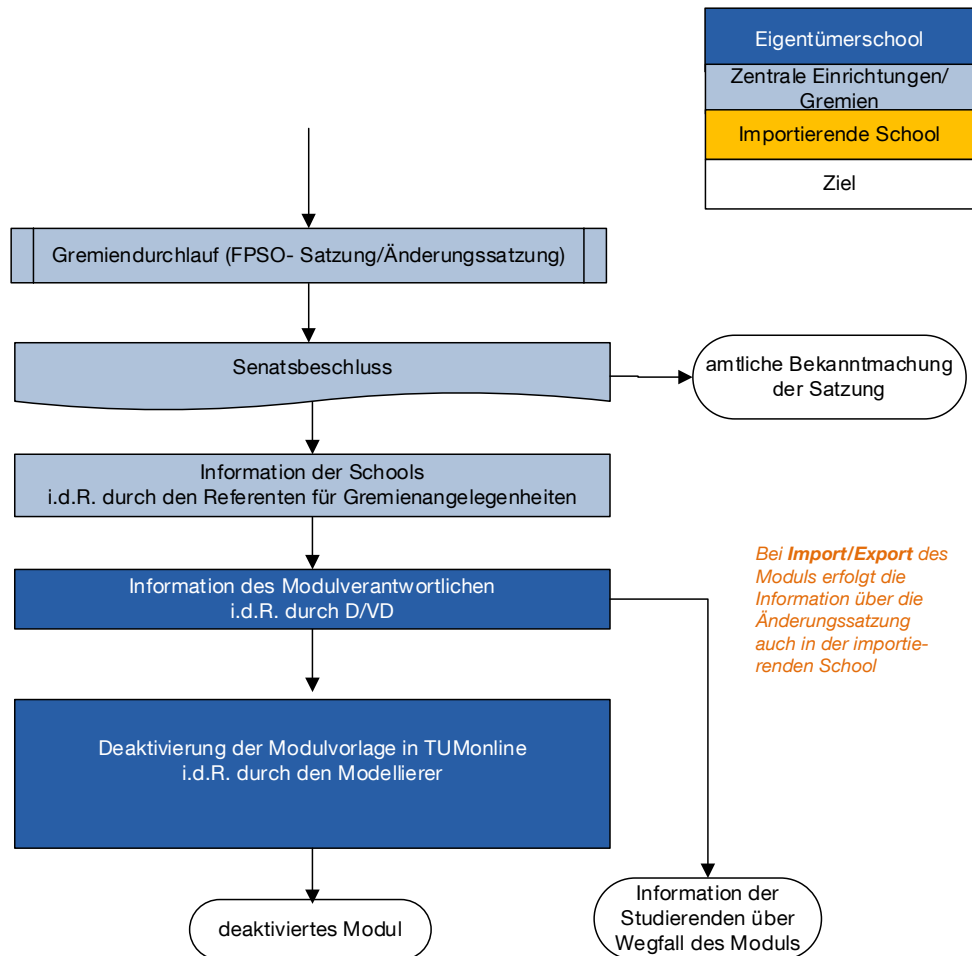 Eigentümerschool
Zentrale Einrichtungen/
Gremien
Importierende School
Ziel
Gremiendurchlauf (FPSO- Satzung/Änderungssatzung)
Senatsbeschluss
amtliche Bekanntmachung
der Satzung
Information der Schools
i.d.R. durch den Referenten für Gremienangelegenheiten
Bei Import/Export des
Moduls erfolgt die
Information über die
Änderungssatzung
auch in der importie-
renden School
Information des Modulverantwortlichen
i.d.R. durch D/VD
Deaktivierung der Modulvorlage in TUMonline
i.d.R. durch den Modellierer
deaktiviertes Modul
Information der
Studierenden über
Wegfall des Moduls